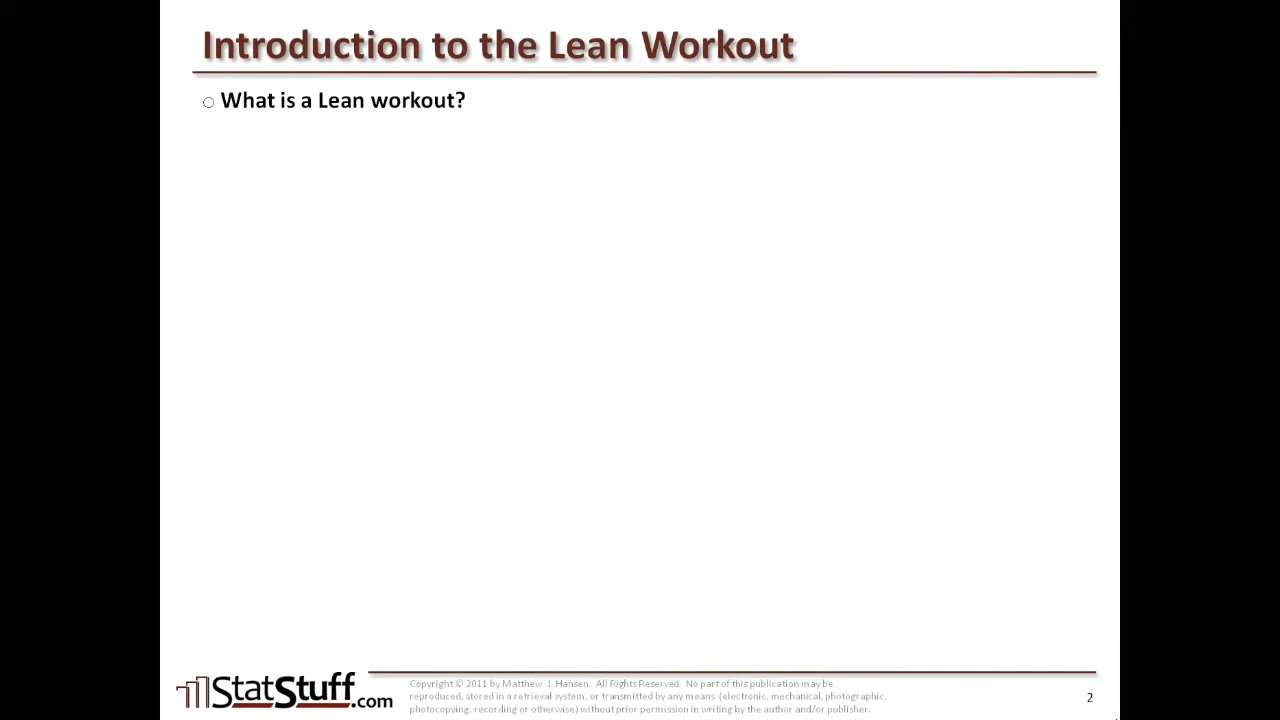 Introduction to the Lean Workout
○ What is a Lean workout?
StatStuff.com
Copyright © 2011 by Matthew J. Hansen. All Rights Reserved. No part of this publication may be
reproduced, stored in a retrieval system, or transmitted by any means (electronic, mechanical, photographic,
photocopying, recording or otherwise) without prior permission in writing by the author and/or publisher.
2